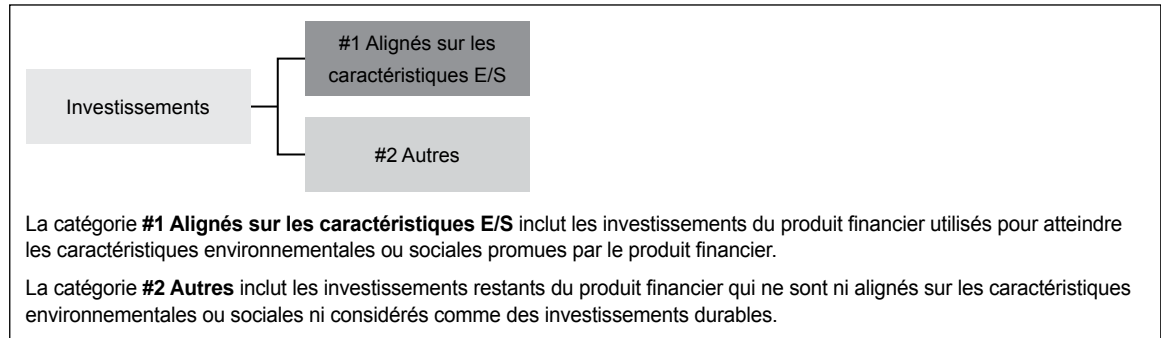 #1 Alignés sur les
caractéristiques E/S
Investissements
#2 Autres
La catégorie #1 Alignés sur les caractéristiques E/S inclut les investissements du produit financier utilisés pour atteindre
les caractéristiques environnementales ou sociales promues par le produit financier.
La catégorie #2 Autres inclut les investissements restants du produit financier qui ne sont ni alignés sur les caractéristiques
environnementales ou sociales ni considérés comme des investissements durables.